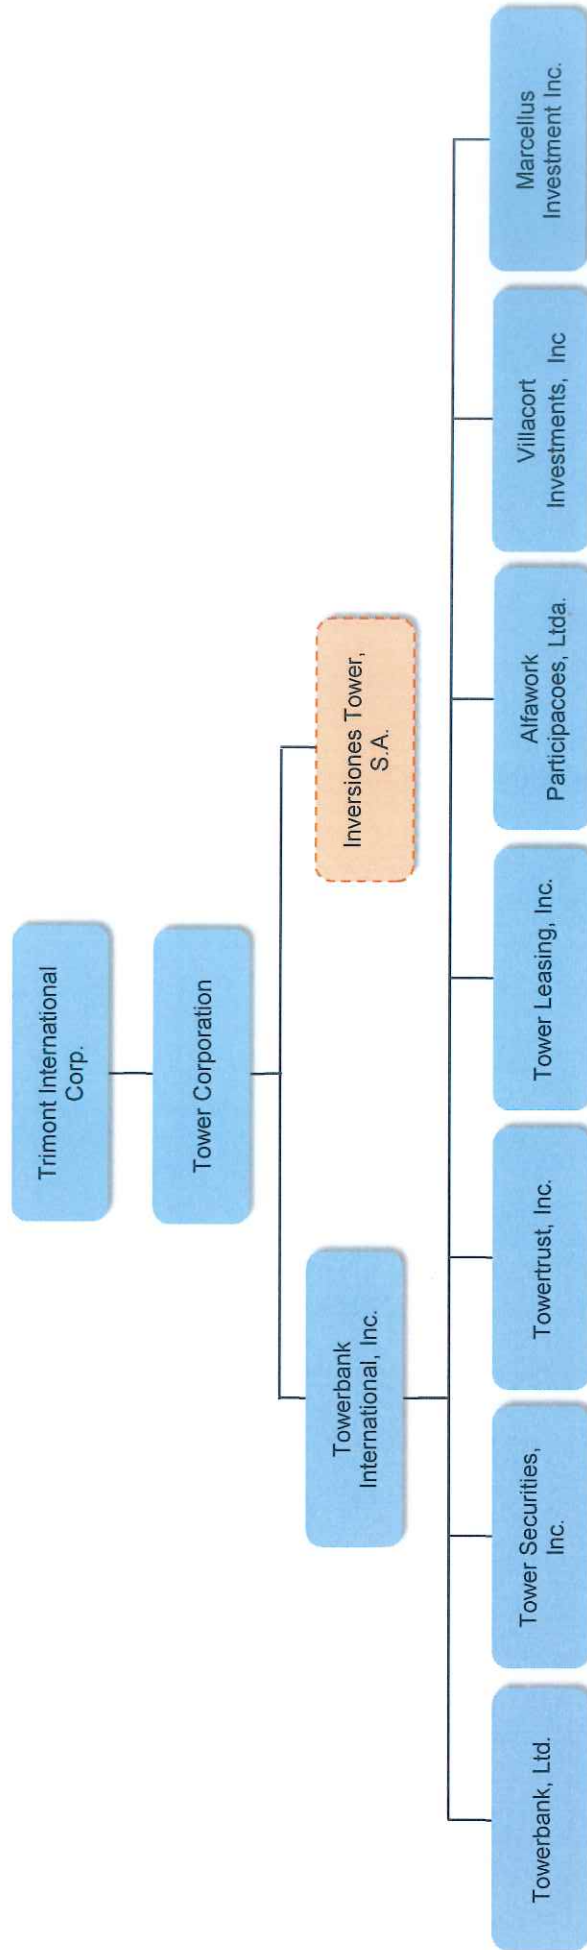 Trimont International
Corp.
Tower Corporation
Towerbank
International, Inc.
Inversiones Tower,
S.A.
Towerbank, Ltd.
Tower Securities,
Inc.
Towertrust, Inc.
Tower Leasing, Inc.
Alfawork
Participacoes, Ltda.
Villacort
Investments, Inc
Marcellus
Investment Inc.